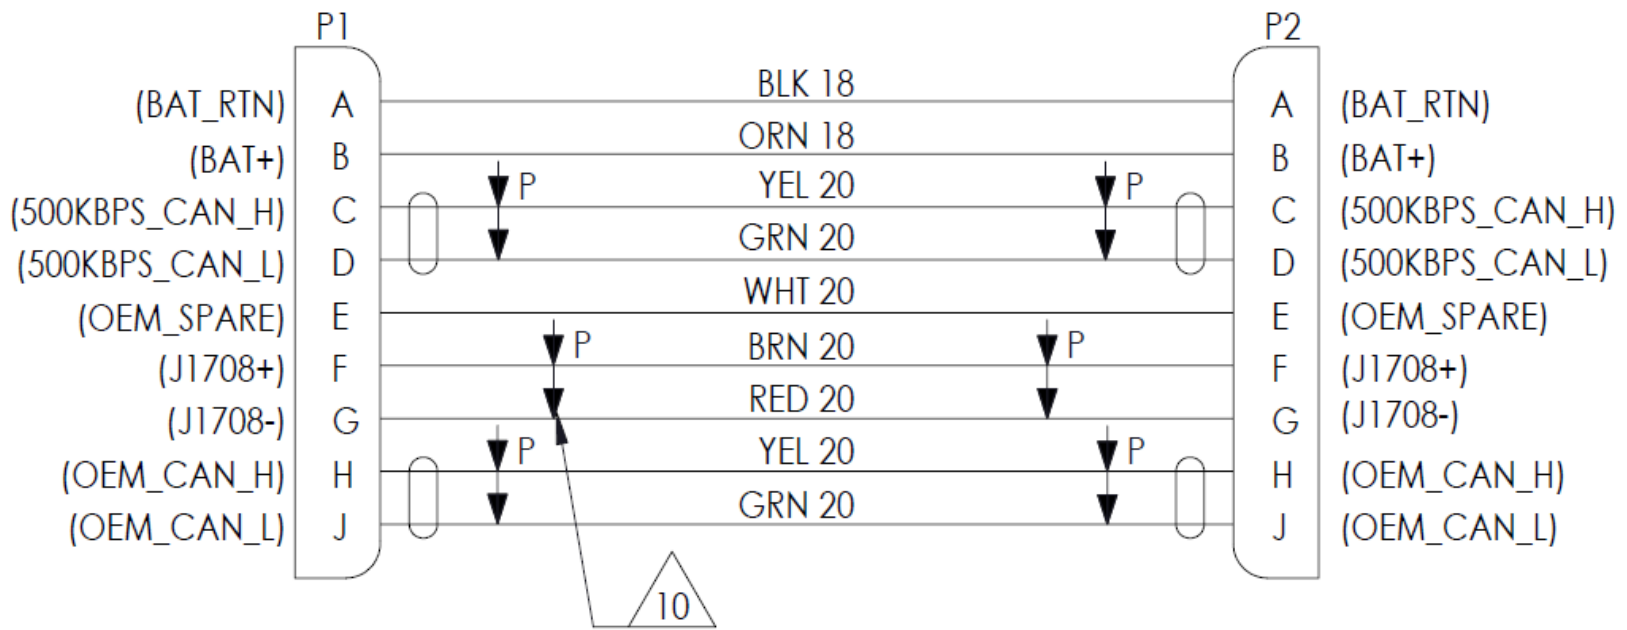 P1 P2
BLK 18
(BAT_RTN) A A (BAT_RTN)
ORN 18
(BAT+) B B (BAT+)
P YEL 20 P
(500KBPS_CAN_H) C C (500KBPS_CAN_H)
GRN 20
(500KBPS_CAN_L) D D (500KBPS_CAN_L)
WHT 20
(OEM_SPARE) E E (OEM_SPARE)
P BRN 20 P
(J1708+) F F (J1708+)
RED 20
(J1708-) G G (J1708-)
P YEL 20 P
(OEM_CAN_H) H H (OEM_CAN_H)
GRN 20
(OEM_CAN_L) J J (OEM_CAN_L)
10